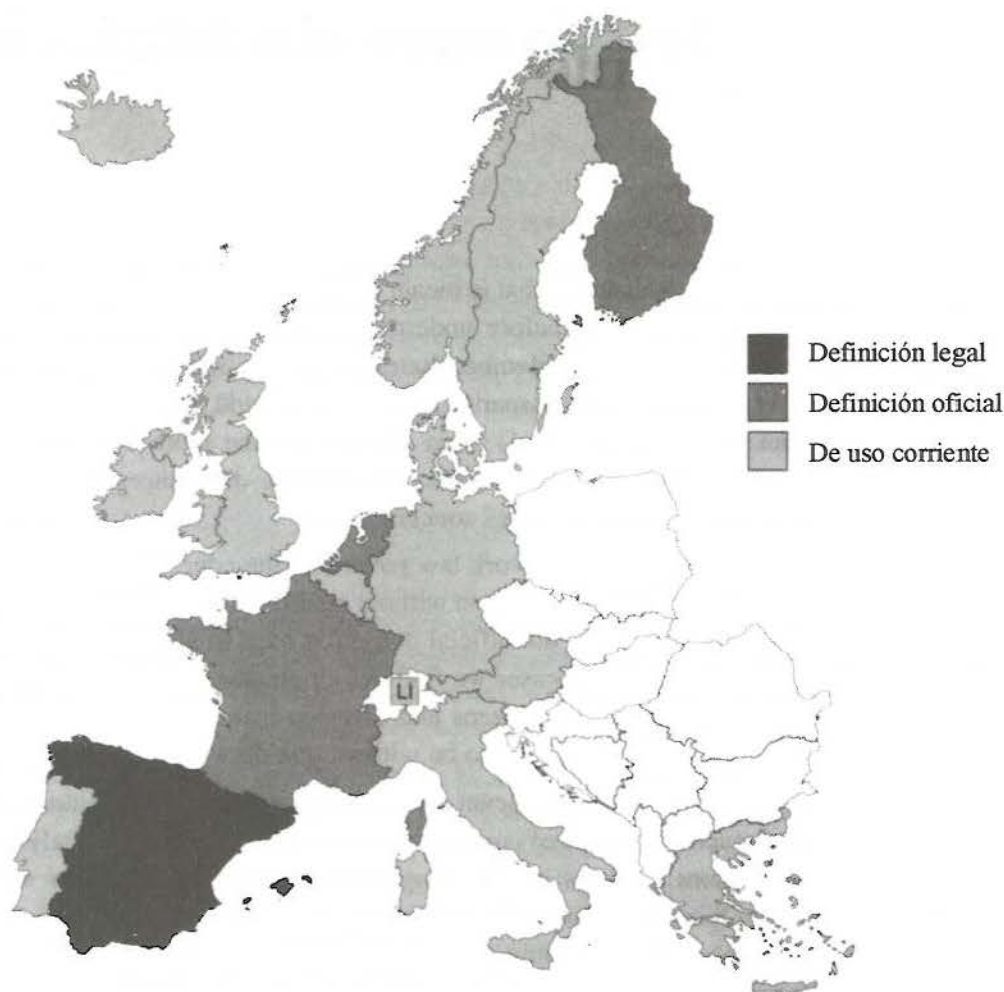 Definición legal
Definición oficial
De uso corriente
LI